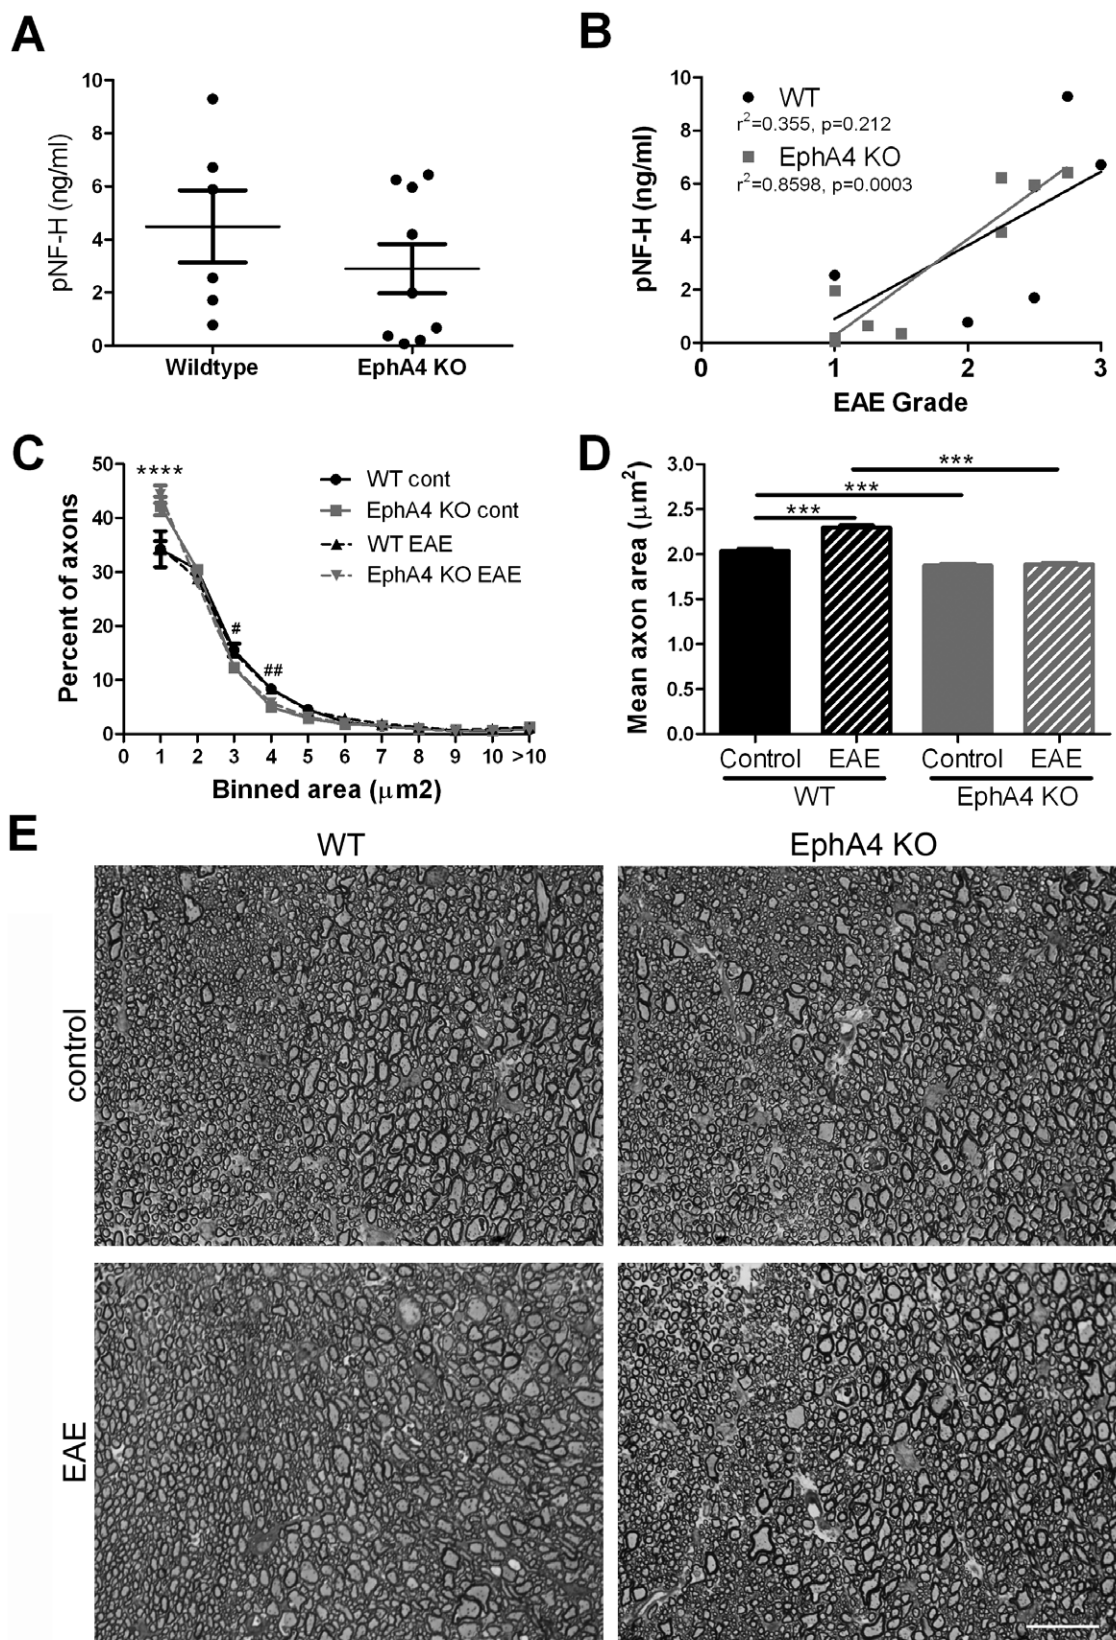 A
10
8
6
4
2
0
pNF-H (ng/ml)
Wildtype
EphA4 KO
B
10
8
6
4
2
0
pNF-H (ng/ml)
WT
r²=0.355, p=0.212
EphA4 KO
r²=0.8598, p=0.0003
0 1 2 3
EAE Grade
C
50
40
30
20
10
0
Percent of axons
****
#
##
WT cont
EphA4 KO cont
WT EAE
EphA4 KO EAE
0 1 2 3 4 5 6 7 8 9 10 >10
Binned area (μm2)
D
3.0
2.5
2.0
1.5
1.0
0.5
0.0
Mean axon area (μm²)
***
***
***
Control EAE Control EAE
WT EphA4 KO
E
WT EphA4 KO
control
EAE